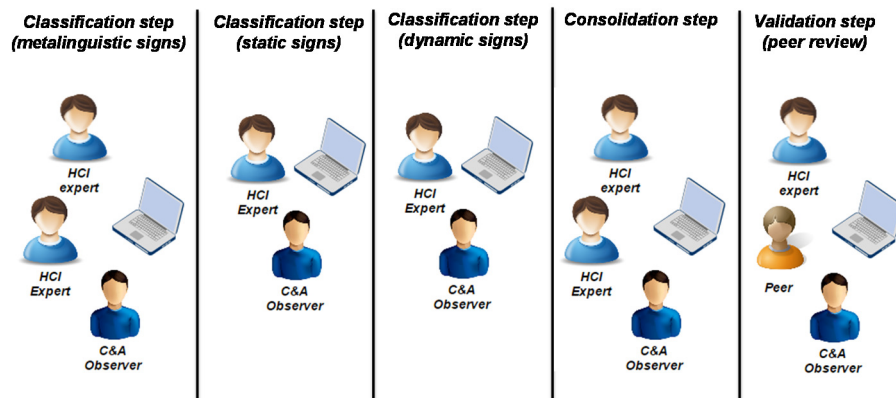 Classification step
(metalinguistic signs)
HCI
expert
HCI
Expert
C&A
Observer
Classification step
(static signs)
HCI
Expert
C&A
Observer
Classification step
(dynamic signs)
HCI
Expert
C&A
Observer
Consolidation step
HCI
expert
HCI
Expert
C&A
Observer
Validation step
(peer review)
HCI
expert
Peer
C&A
Observer